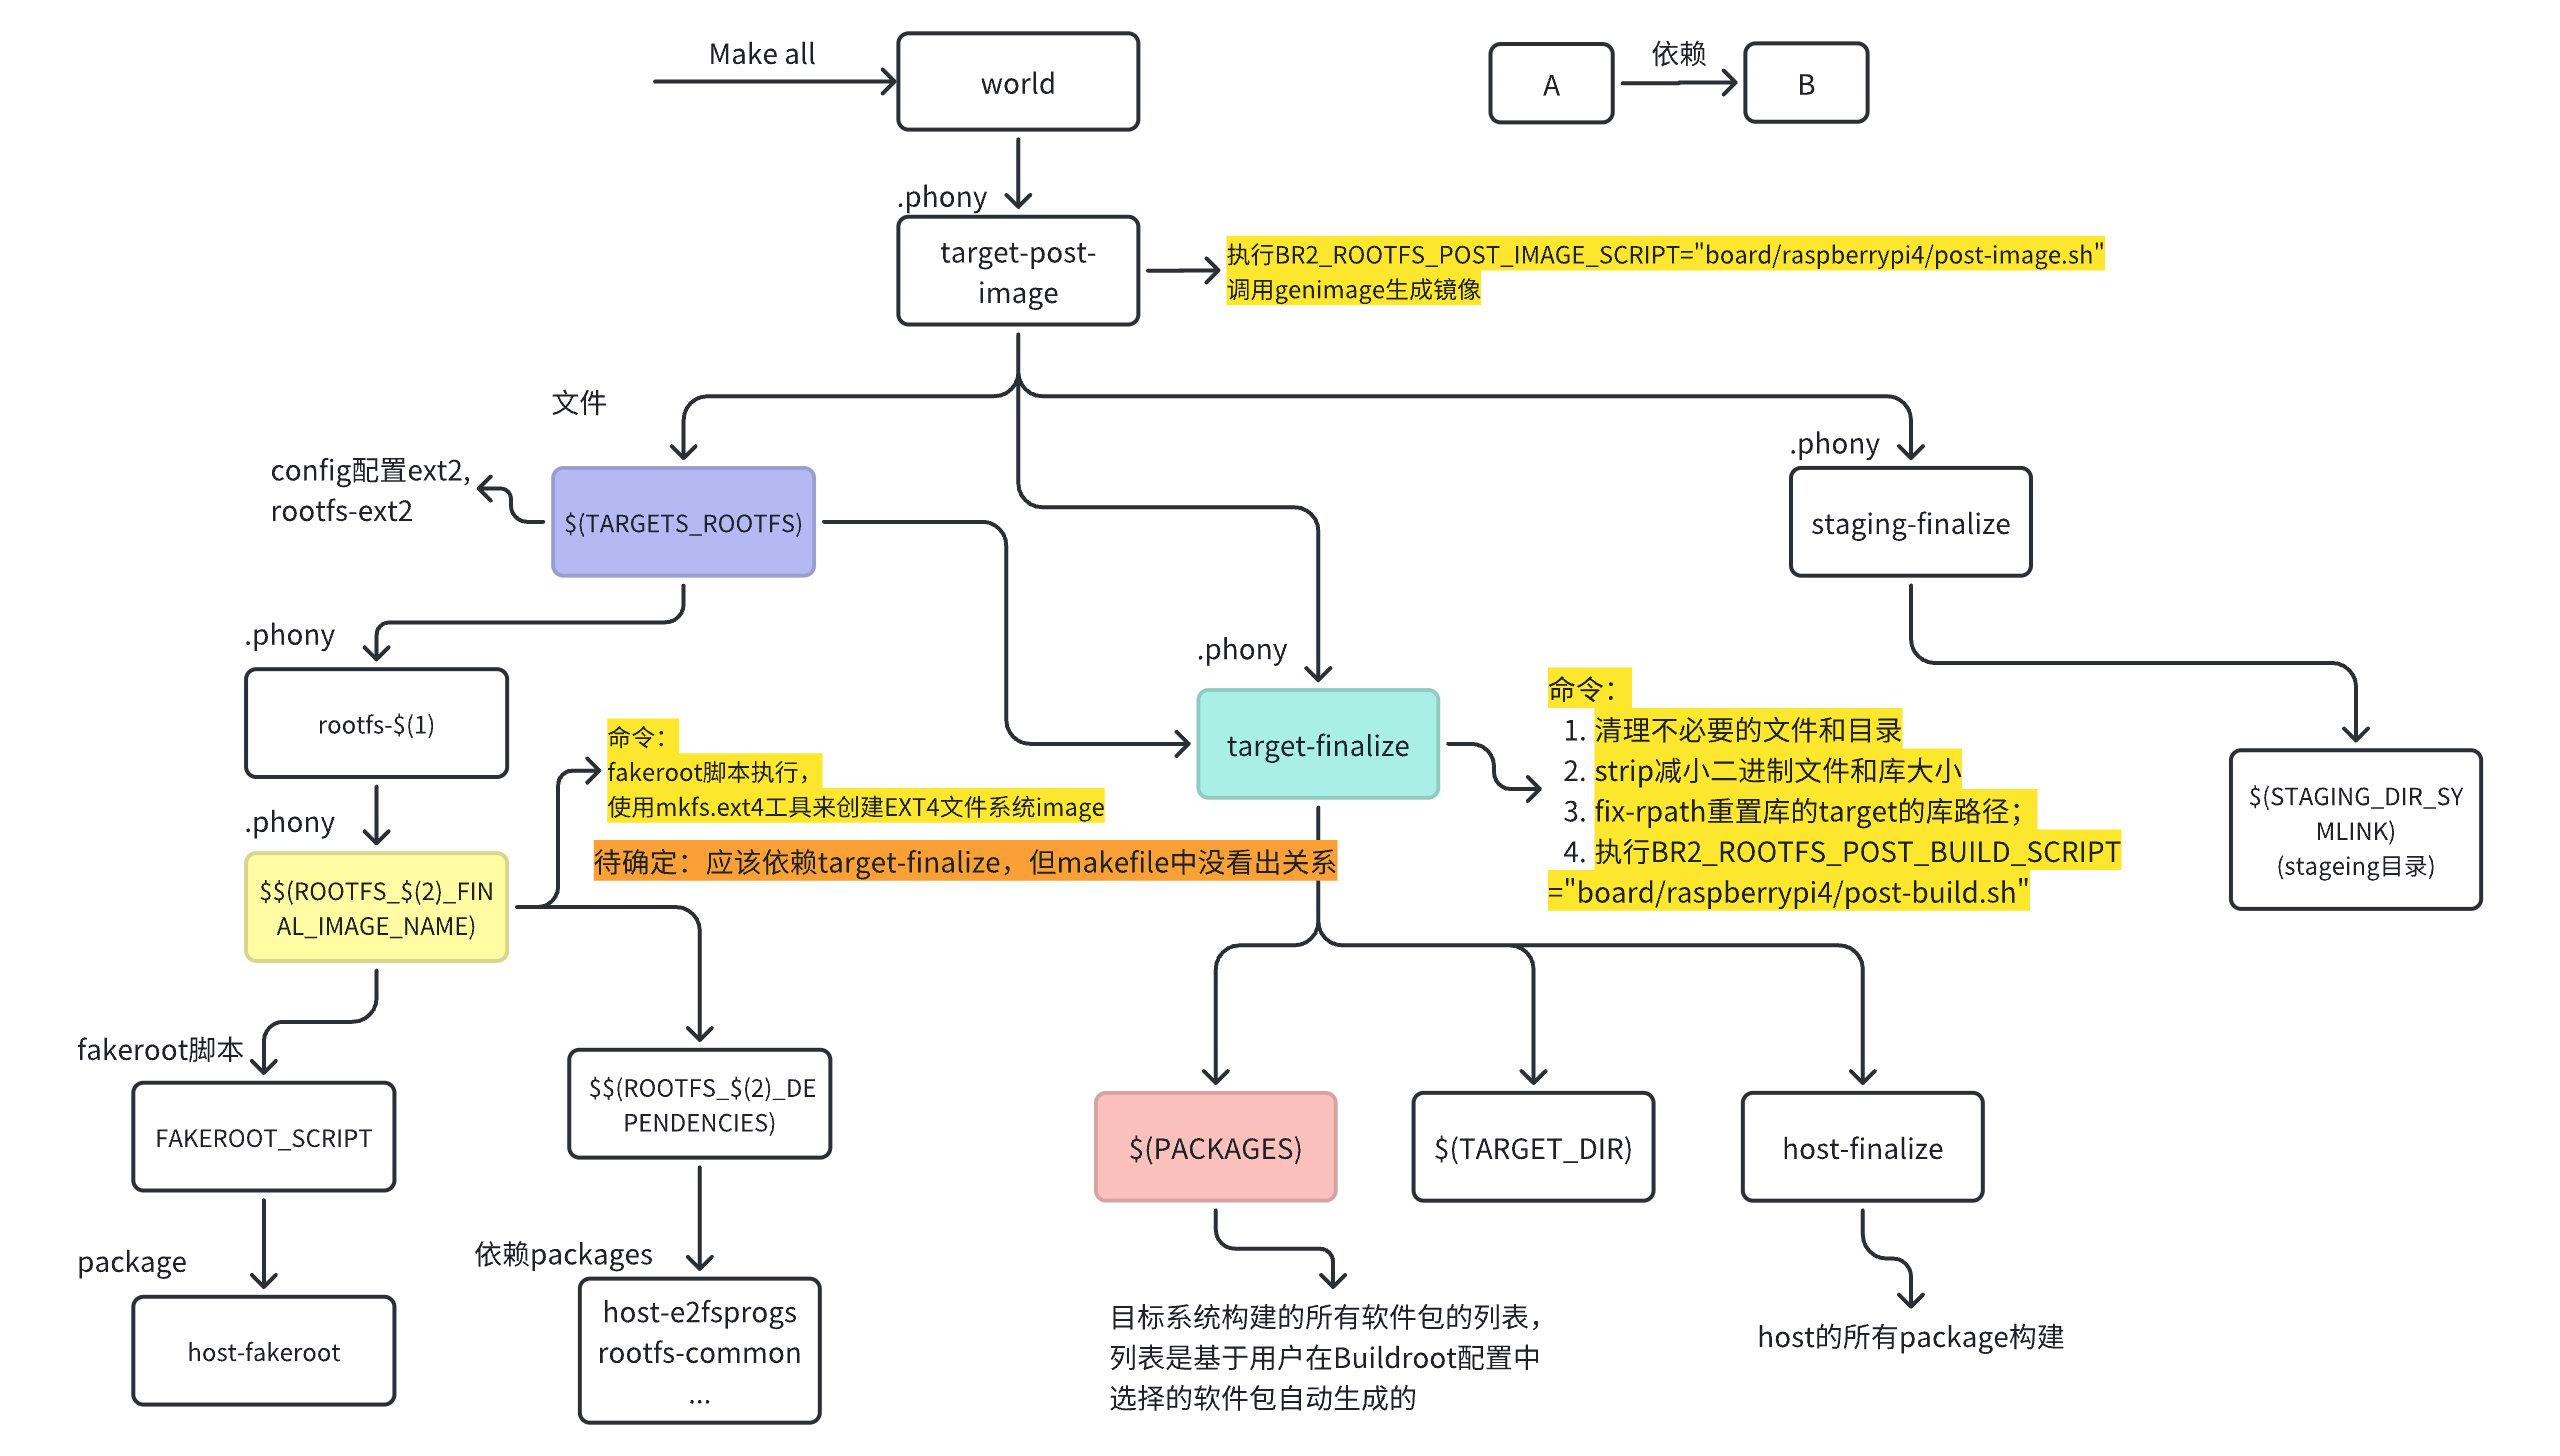 Make all
world
A
依赖
B
.phony
target-post-
image
执行BR2_ROOTFS_POST_IMAGE_SCRIPT="board/raspberrypi4/post-image.sh"
调用genimage生成镜像
文件
config配置ext2,
rootfs-ext2
$(TARGETS_ROOTFS)
.phony
staging-finalize
.phony
rootfs-$(1)
.phony
target-finalize
命令：
1. 清理不必要的文件和目录
2. strip减小二进制文件和库大小
3. fix-rpath重置库的target的库路径；
4. 执行BR2_ROOTFS_POST_BUILD_SCRIPT
="board/raspberrypi4/post-build.sh"
$(STAGING_DIR_SY
MLINK)
(stageing目录)
命令：
fakeroot脚本执行，
使用mkfs.ext4工具来创建EXT4文件系统image
待确定：应该依赖target-finalize，但makefile中没看出关系
.phony
$$(ROOTFS_$(2)_FIN
AL_IMAGE_NAME)
fakeroot脚本
FAKEROOT_SCRIPT
$$(ROOTFS_$(2)_DE
PENDENCIES)
$(PACKAGES)
$(TARGET_DIR)
host-finalize
package
host-fakeroot
依赖packages
host-e2fsprogs
rootfs-common
...
目标系统构建的所有软件包的列表，
列表是基于用户在Buildroot配置中
选择的软件包自动生成的
host的所有package构建